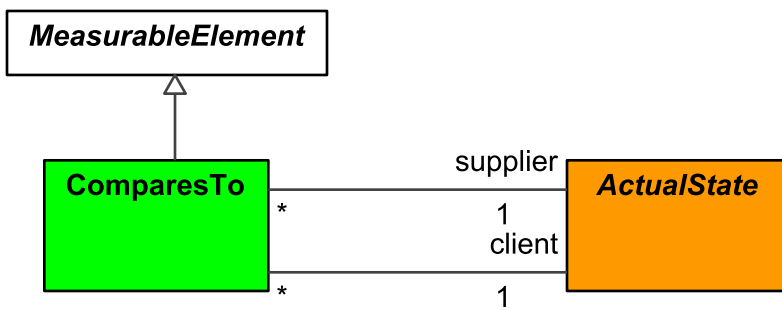 MeasurableElement
supplier
ComparesTo
ActualState
*
1
client
*
1